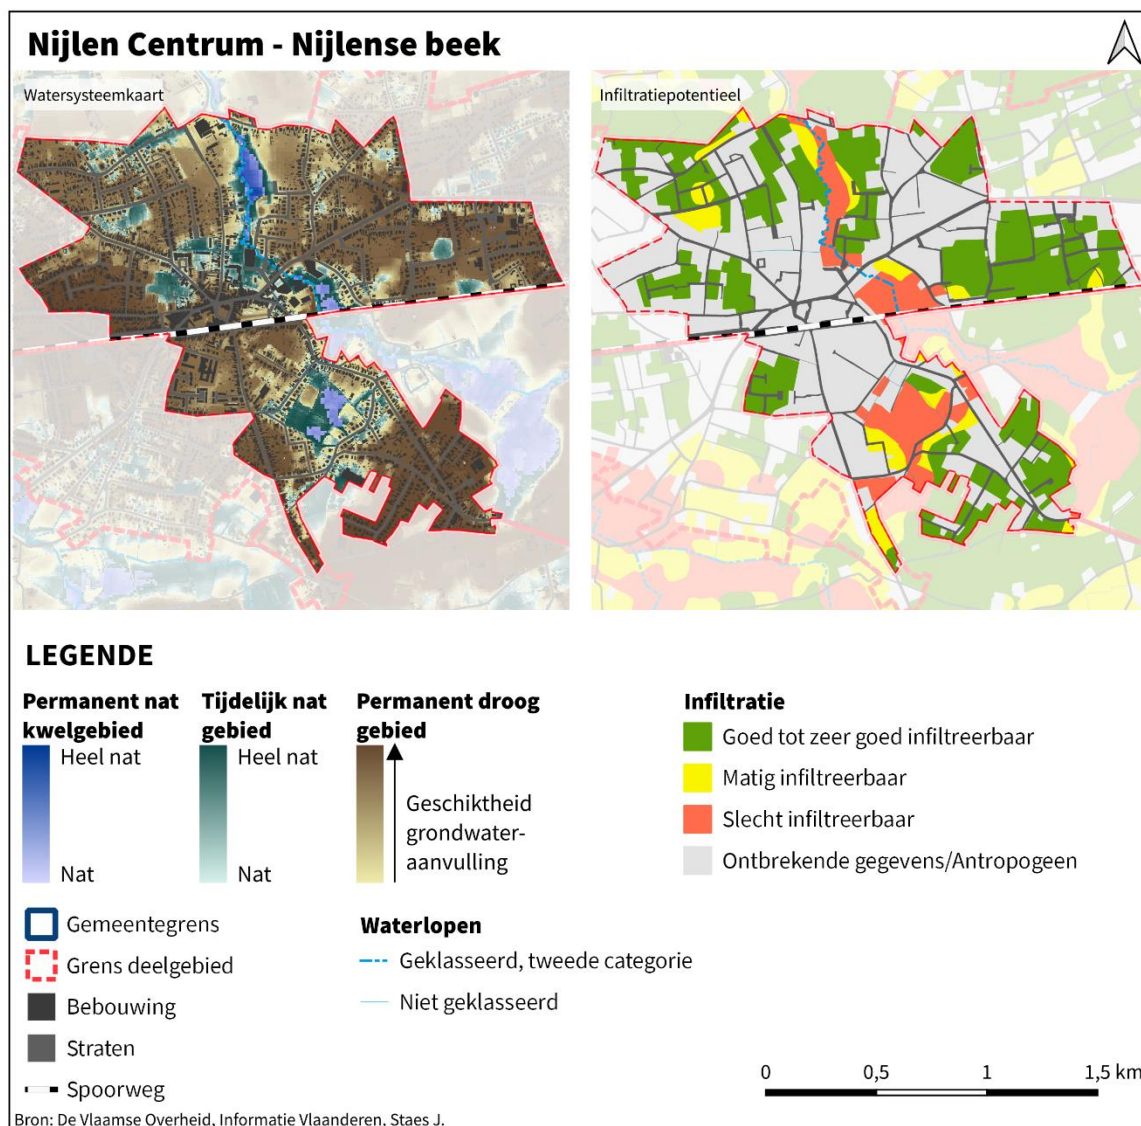 Nijlen Centrum - Nijlense beek
Watersysteemkaart
Infiltratiepotentieel
LEGENDE
Permanent nat
kwelgebied
Heel nat
Nat
Tijdelijk nat
gebied
Heel nat
Nat
Permanent droog
gebied
Geschiktheid
grondwater-
aanvulling
Infiltratie
Goed tot zeer goed infiltreerbaar
Matig infiltreerbaar
Slecht infiltreerbaar
Ontbrekende gegevens/Antropogeen
Gemeentegrens
Grens deelgebied
Bebouwing
Straten
Spoorweg
Waterlopen
Geklasseerd, tweede categorie
Niet geklasseerd
0 0,5 1 1,5 km
Bron: De Vlaamse Overheid, Informatie Vlaanderen, Staes J.